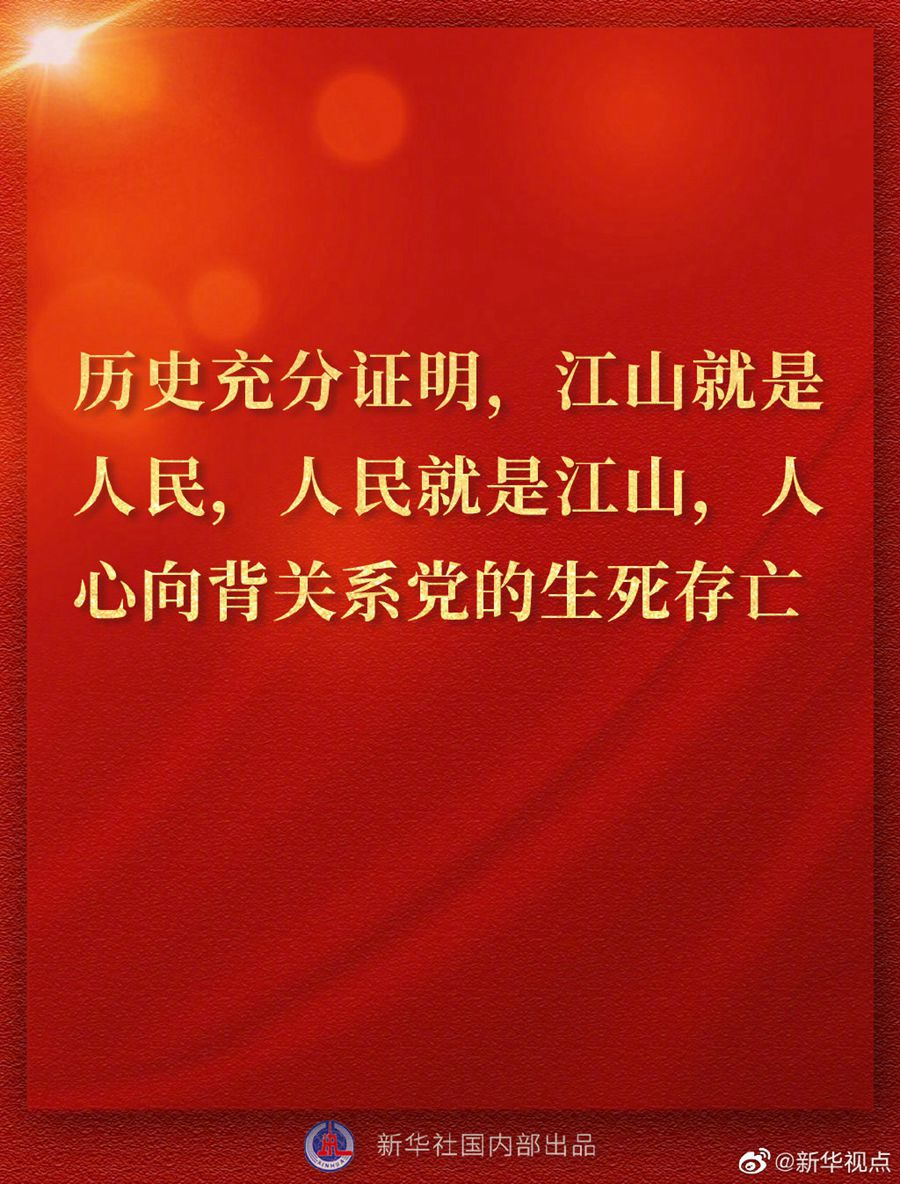 历史充分证明，江山就是
人民，人民就是江山，人
心向背关系党的生死存亡
XINHUA
新华社国内部出品
@新华视点